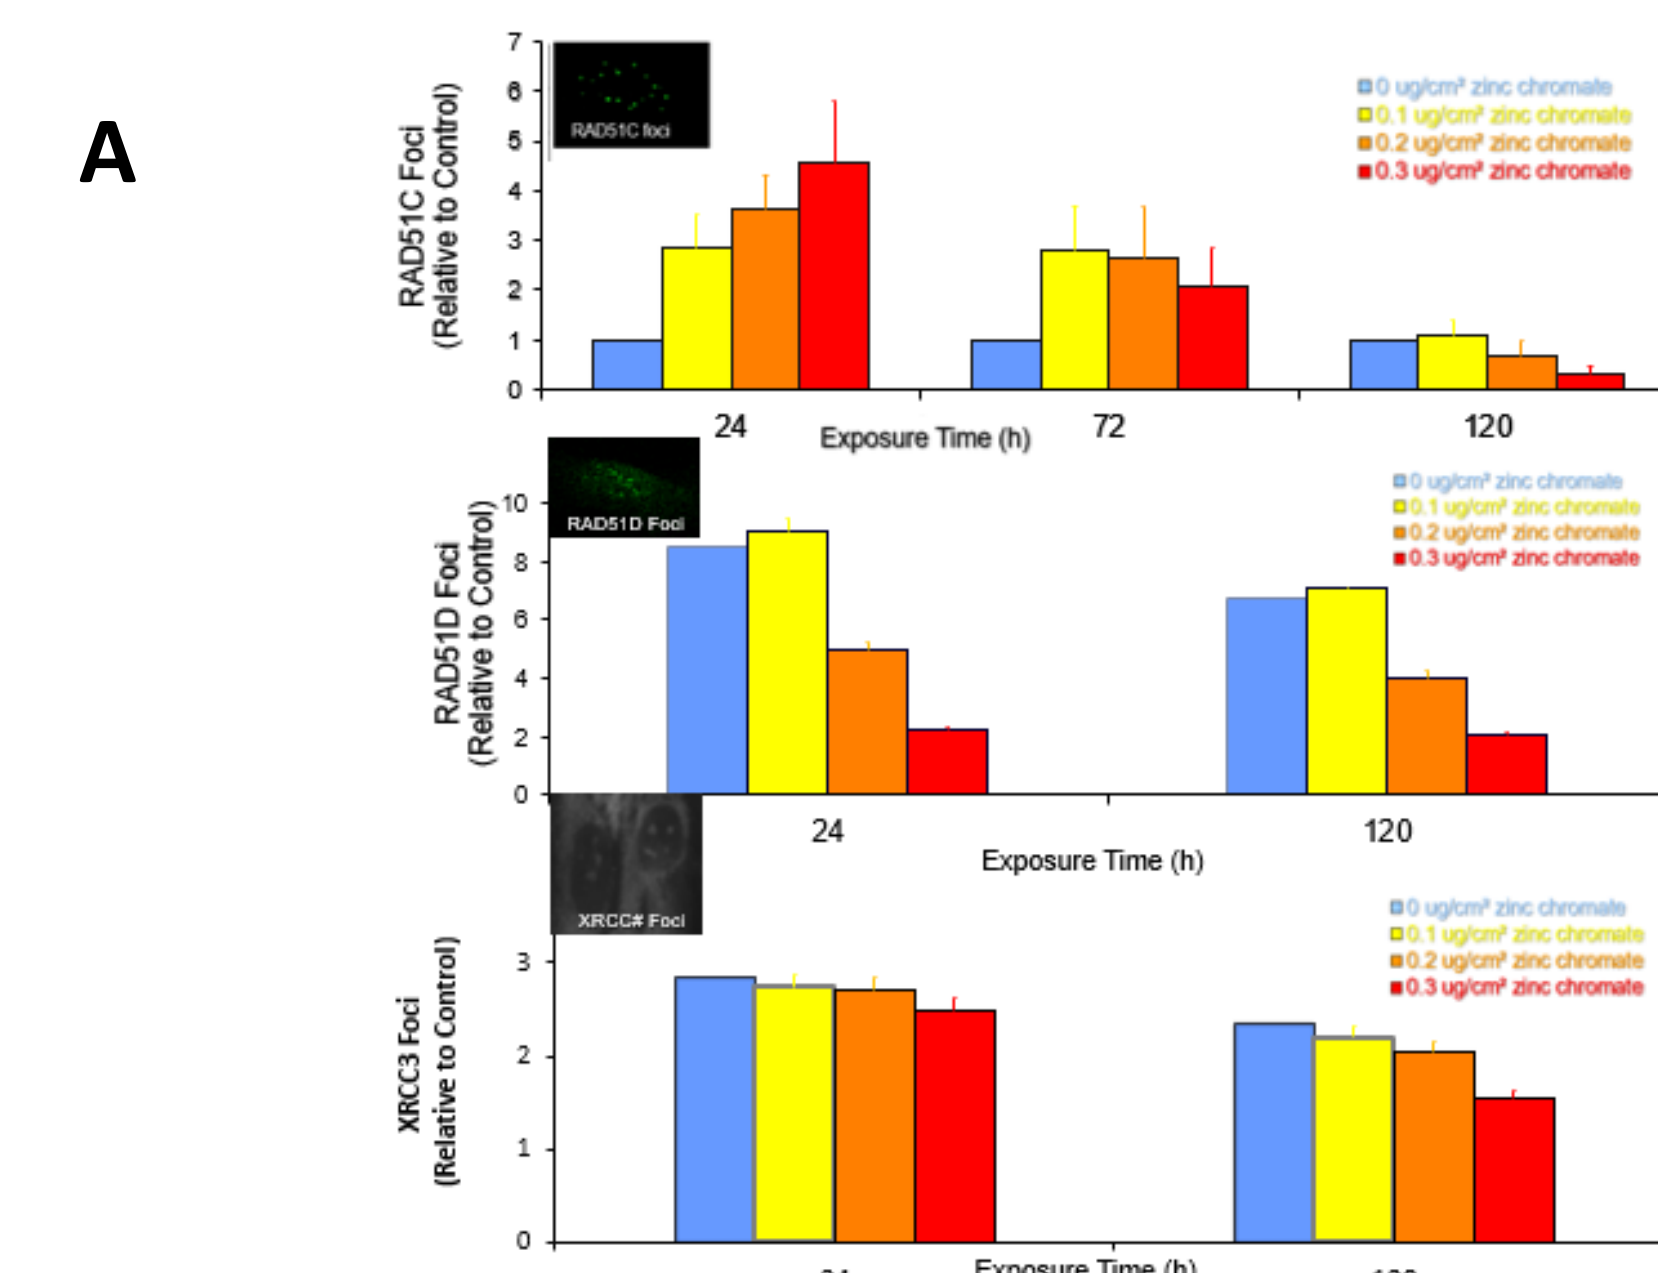 A
RAD51C Foci
(Relative to Control)
7
6
5
4
3
2
1
0
RAD51C foci
0 ug/cm² zinc chromate
0.1 ug/cm² zinc chromate
0.2 ug/cm² zinc chromate
0.3 ug/cm² zinc chromate
24
72
120
Exposure Time (h)
RAD51D Foci
(Relative to Control)
10
8
6
4
2
0
RAD51D Foci
0 ug/cm² zinc chromate
0.1 ug/cm² zinc chromate
0.2 ug/cm² zinc chromate
0.3 ug/cm² zinc chromate
24
120
Exposure Time (h)
XRCC3 Foci
(Relative to Control)
3
2
1
0
XRCC# Foci
0 ug/cm² zinc chromate
0.1 ug/cm² zinc chromate
0.2 ug/cm² zinc chromate
0.3 ug/cm² zinc chromate
Exposure Time (h)